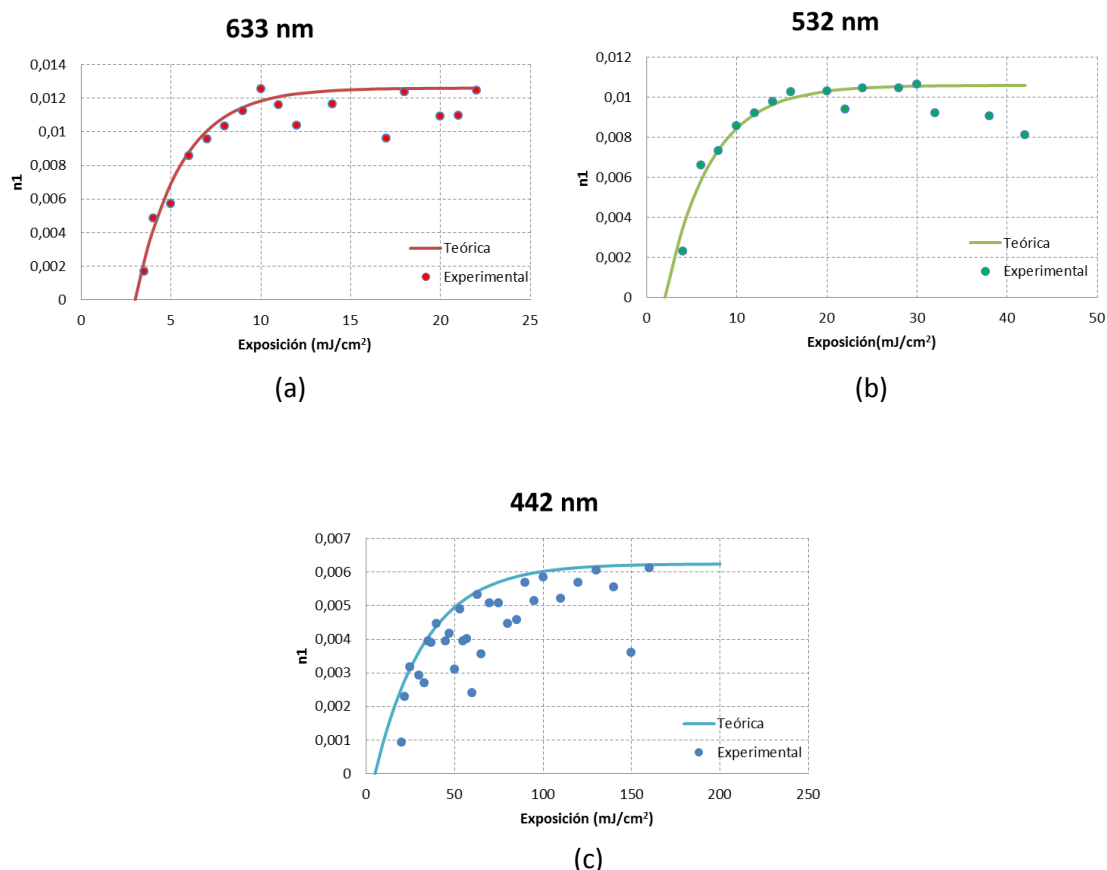 633 nm
0,014
0,012
0,01
0,008
0,006
0,004
0,002
0
n1
0 5 10 15 20 25
Exposición (mJ/cm²)
Teórica
Experimental
(a)
532 nm
0,012
0,01
0,008
0,006
0,004
0,002
0
n1
0 10 20 30 40 50
Exposición(mJ/cm²)
Teórica
Experimental
(b)
442 nm
0,007
0,006
0,005
0,004
0,003
0,002
0,001
0
n1
0 50 100 150 200 250
Exposición (mJ/cm²)
Teórica
Experimental
(c)